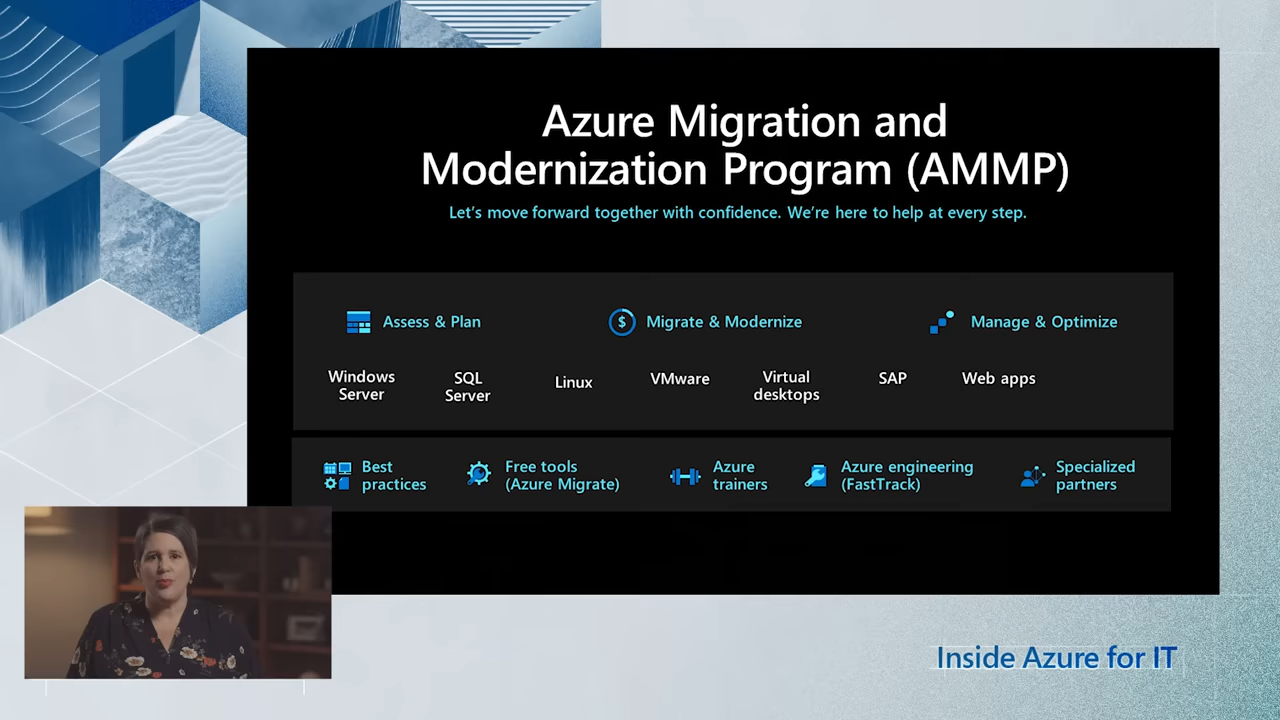 Azure Migration and
Modernization Program (AMMP)
Let's move forward together with confidence. We're here to help at every step.
Assess & Plan
$
Migrate & Modernize
Manage & Optimize
Windows
Server
SQL
Server
Linux
VMware
Virtual
desktops
SAP
Web apps
Best
practices
Free tools
(Azure Migrate)
Azure
trainers
Azure engineering
(FastTrack)
Specialized
partners
Inside Azure for IT